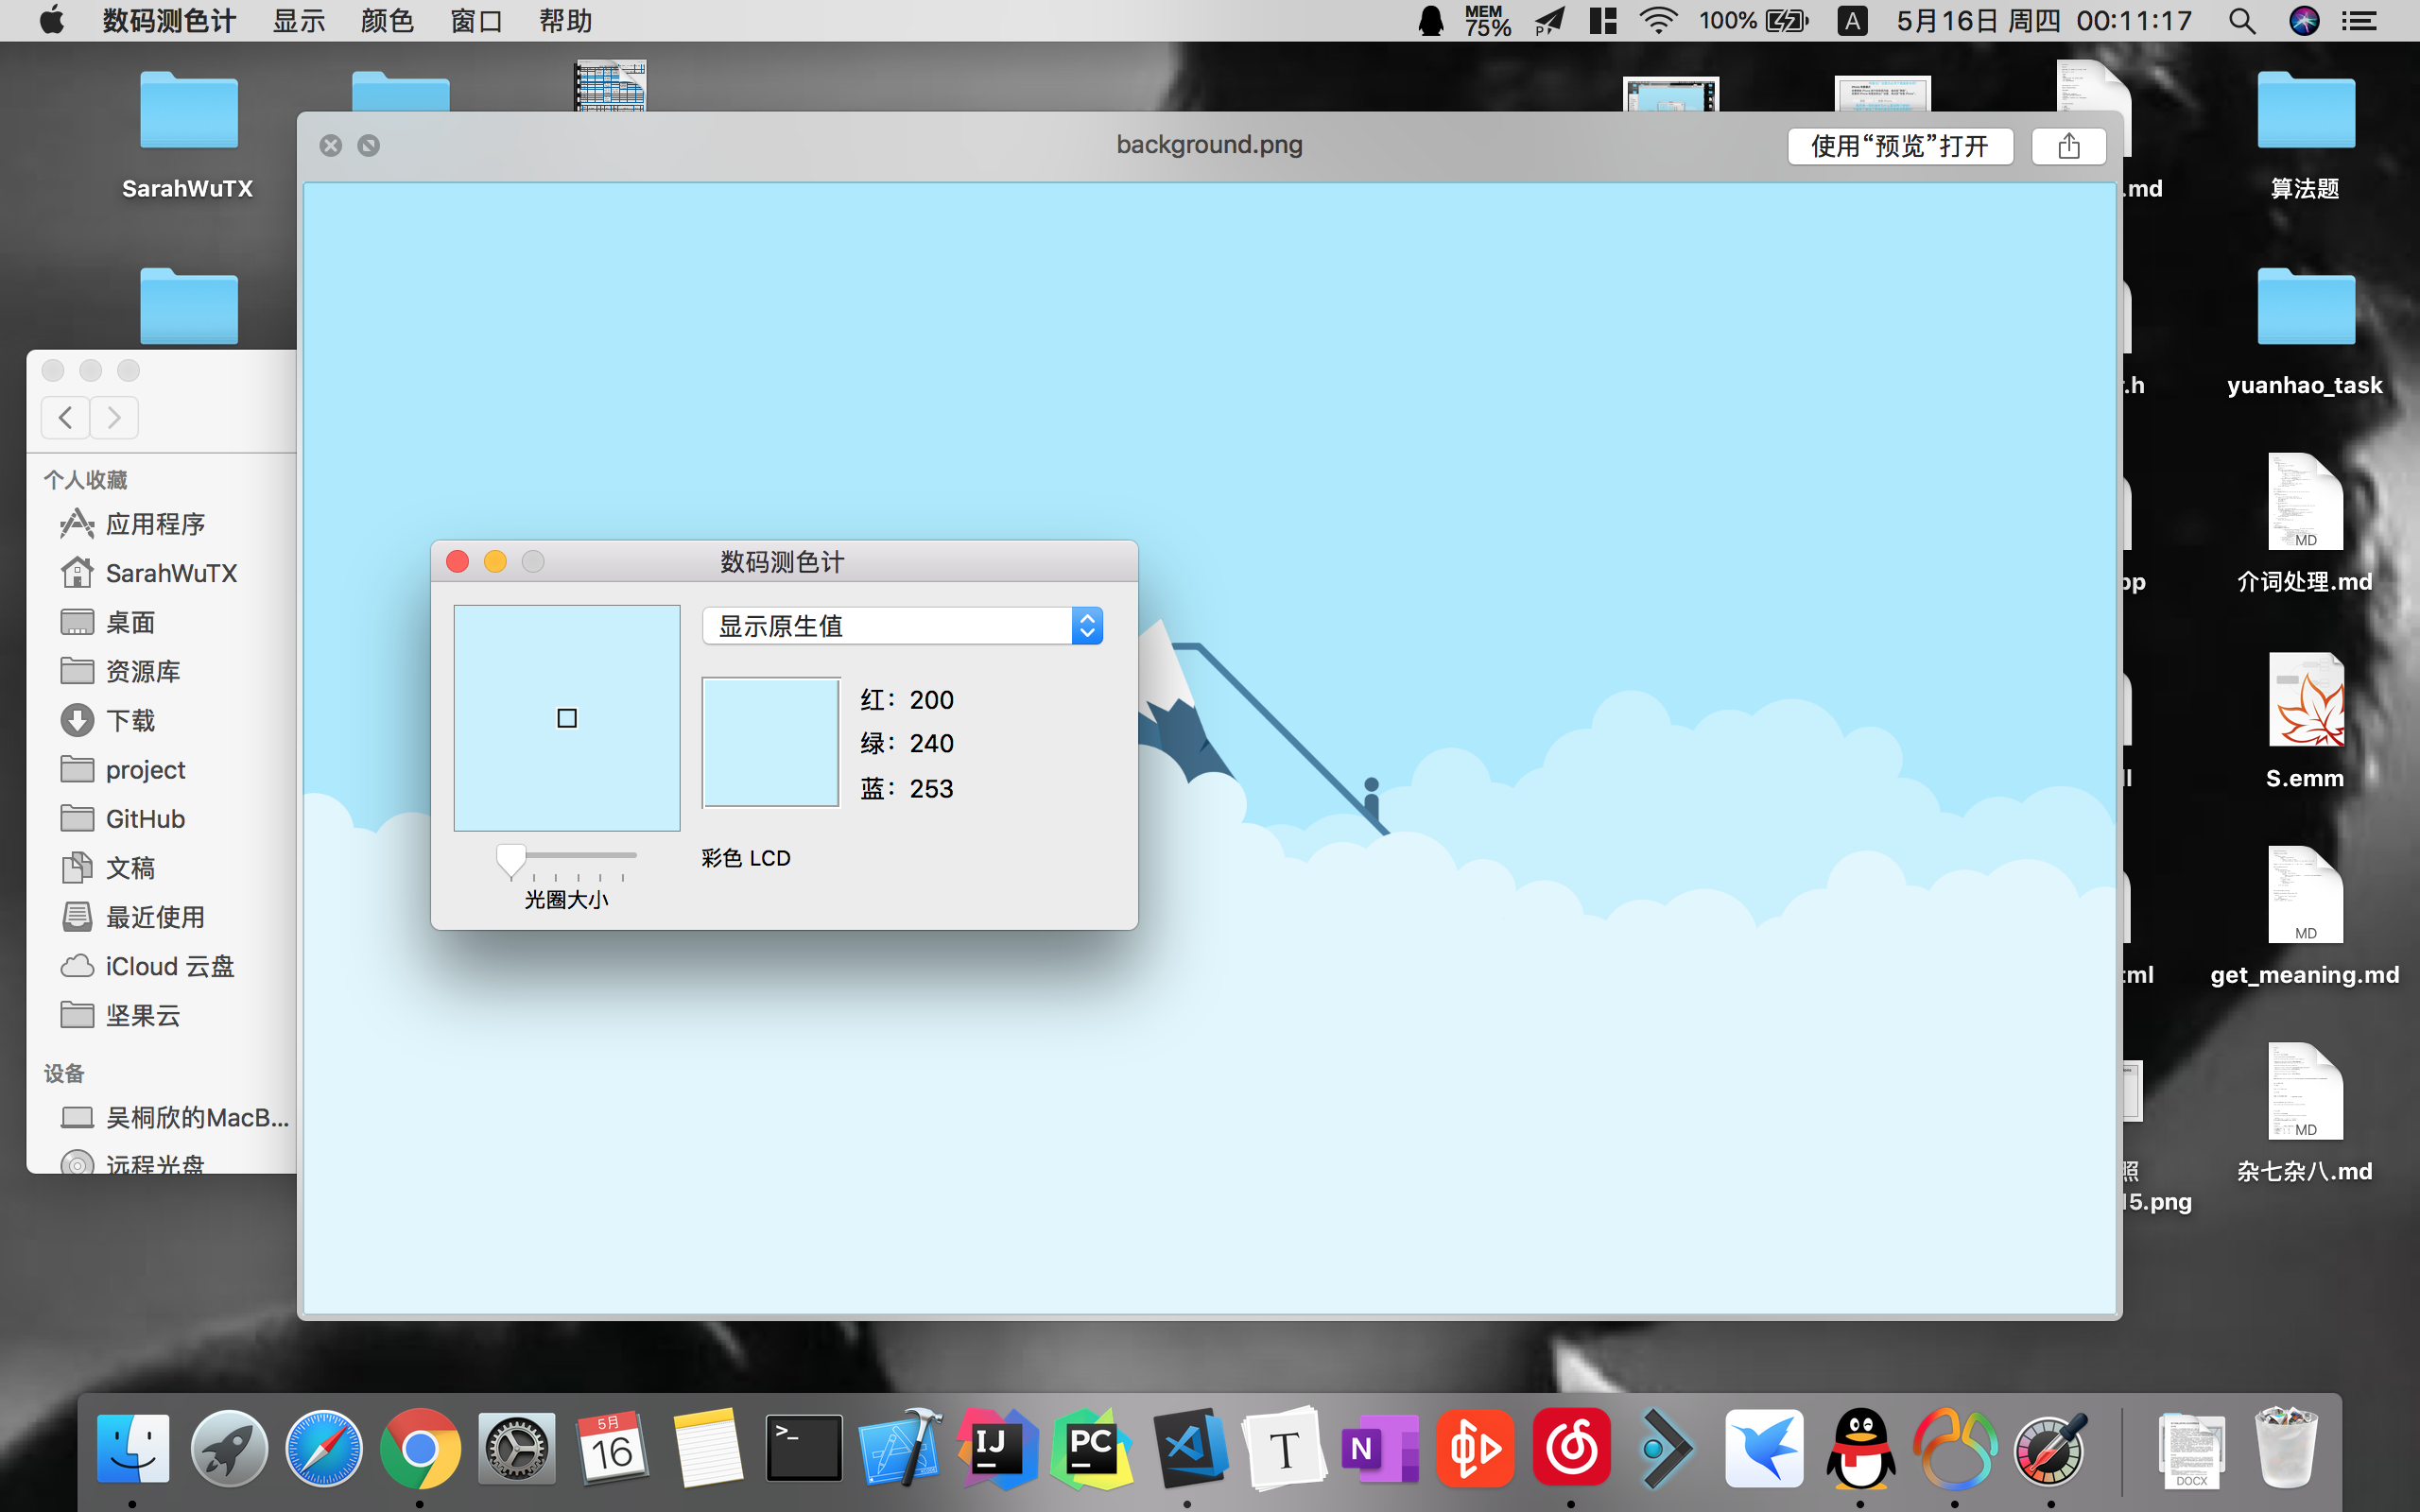 数码测色计 显示 颜色 窗口 帮助
MEM
75%
P
100%
A
5月16日 周四 00:11:17
SarahWuTX
background.png
使用“预览”打开
.md
算法题
.h
yuanhao_task
个人收藏
应用程序
SarahWuTX
桌面
资源库
下载
project
GitHub
文稿
最近使用
iCloud 云盘
坚果云
设备
吴桐欣的MacB...
远程光盘
数码测色计
显示原生值
红：200
绿：240
蓝：253
彩色 LCD
光圈大小
MD
介词处理.md
S.emm
MD
get_meaning.md
MD
照
杂七杂八.md
15.png
5月
16
>_
IJ
PC
T
N
DOCX